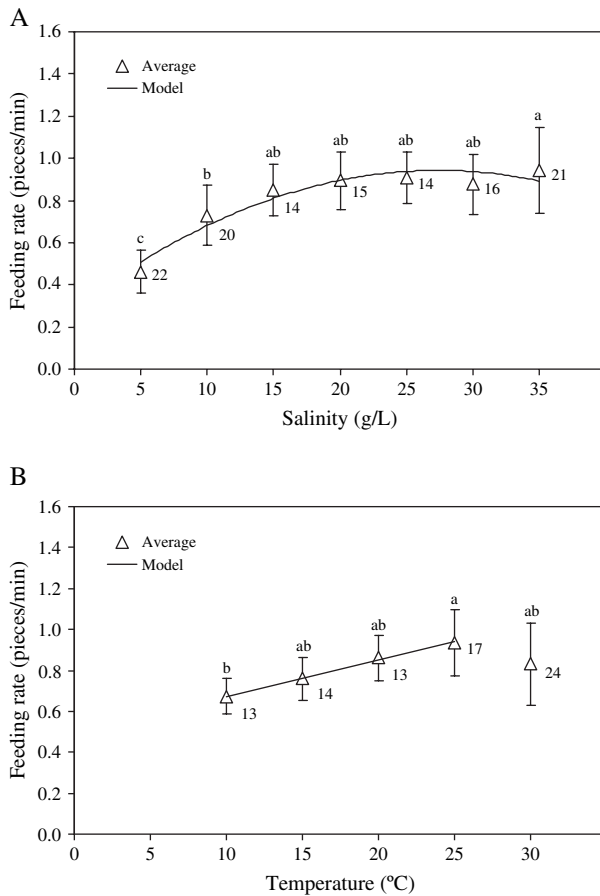 A
Feeding rate (pieces/min)
1.6
1.4
1.2
1.0
0.8
0.6
0.4
0.2
0.0
Average
Model
c
b
ab
ab
ab
ab
a
22
20
14
15
14
16
21
0 5 10 15 20 25 30 35
Salinity (g/L)
B
Feeding rate (pieces/min)
1.6
1.4
1.2
1.0
0.8
0.6
0.4
0.2
0.0
Average
Model
b
ab
ab
a
ab
13
14
13
17
24
0 5 10 15 20 25 30
Temperature (ºC)